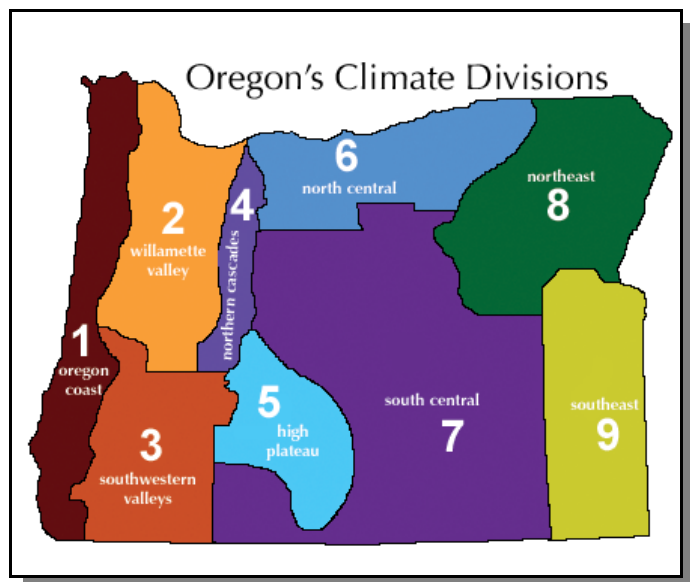 Oregon's Climate Divisions
1
oregon
coast
2
willamette
valley
3
southwestern
valleys
4
northern cascades
5
high
plateau
6
north central
south central
7
northeast
8
southeast
9